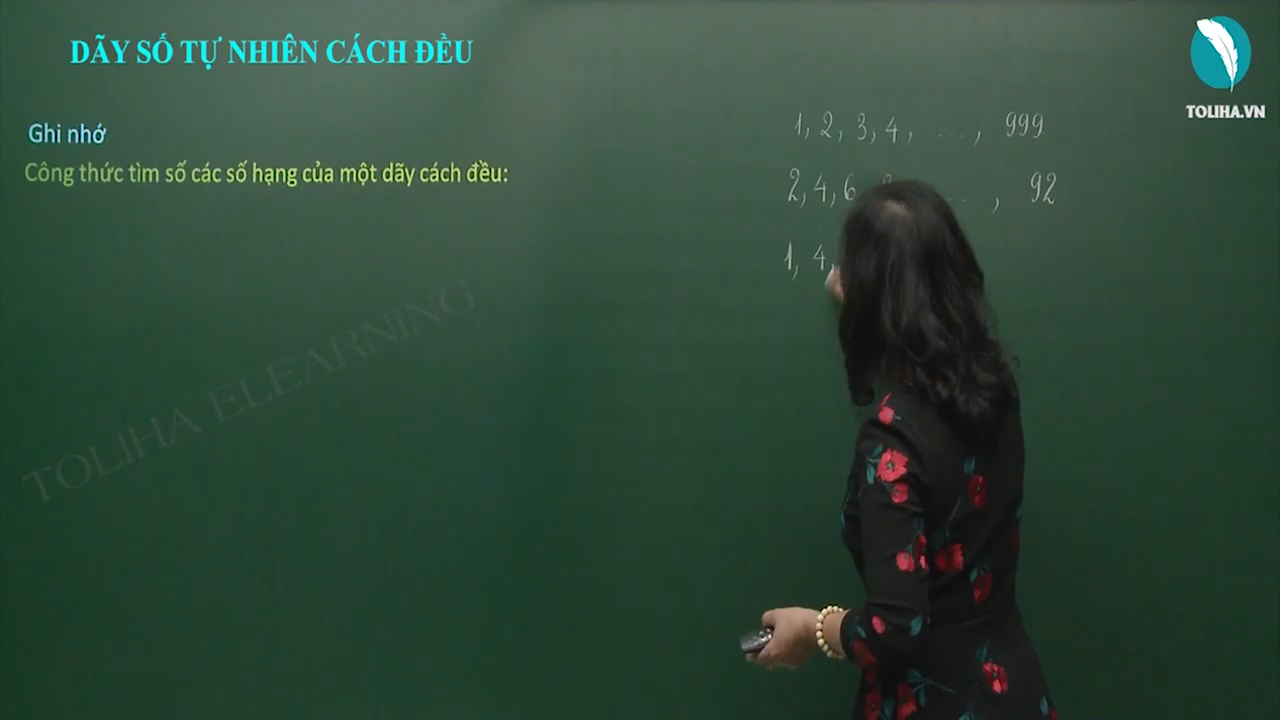 DÃY SỐ TỰ NHIÊN CÁCH ĐỀU
TOLIHA.VN
Ghi nhớ
Công thức tìm số các số hạng của một dãy cách đều:
1, 2, 3, 4, ...., 999
2, 4, 6 , 92
1, 4,
TOLIHA ELEARNING